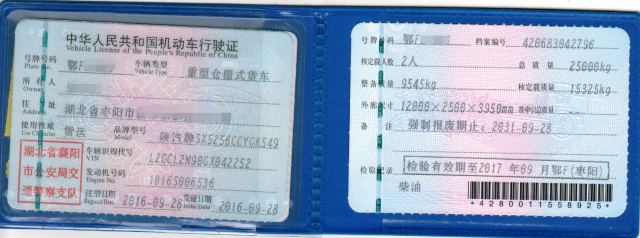 中华人民共和国机动车行驶证
Vehicle License of the People's Republic of China
号牌号码 鄂F 车辆类型 重型仓栅式货车
Plate No. Vehicle Type
所有人
Owner
住址 湖北省枣阳市
Address
使用性质 货运 品牌型号 陕汽牌SX5256CCYGK549
Use Character Model
湖北省襄阳
市公安局交
通警察支队
车辆识别代号 LZGCL2M90GX042252
VIN
发动机号码 1816S006536
Engine No.
注册日期 2016-09-28 发证日期 2016-09-28
Register Date Issue Date
号牌号码 鄂F 档案编号 420683042796
核定载人数 2人 总质量 25000kg
整备质量 9545kg 核定载质量 15325kg
外廓尺寸 12000×2500×3950mm 准牵引总质量
备注 强制报废期止:2031-09-28
检验记录 检验有效期至2017年09月鄂F(枣阳)
柴油
*4280011558925*